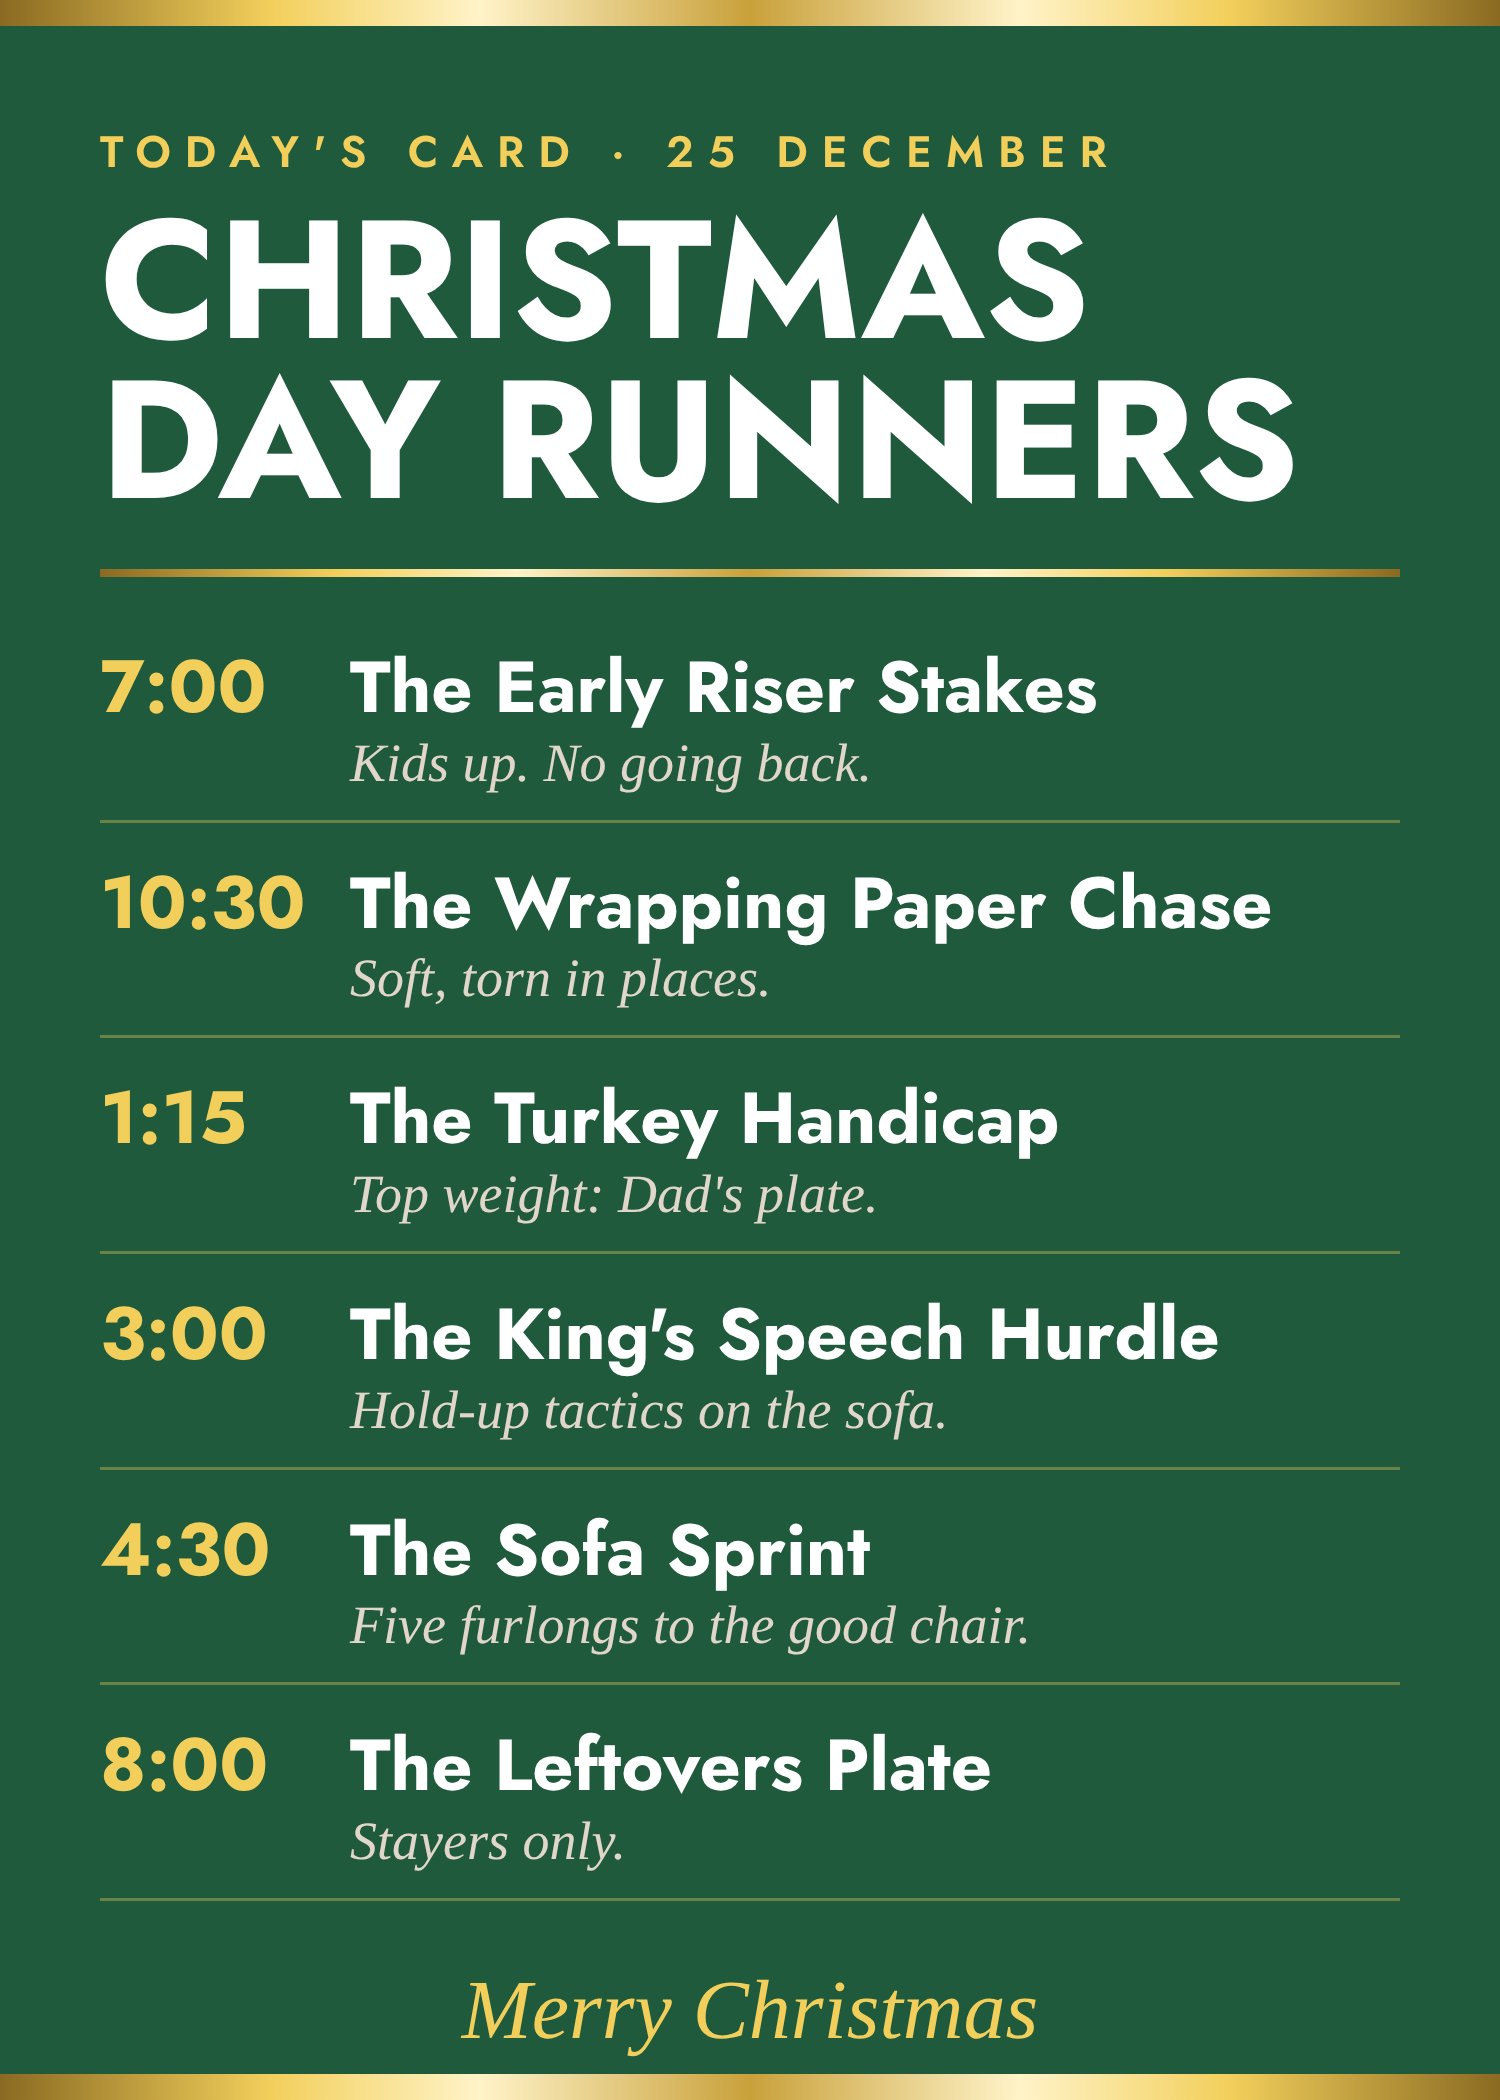 TODAY'S CARD · 25 DECEMBER
CHRISTMAS
DAY RUNNERS
7:00 The Early Riser Stakes
Kids up. No going back.
10:30 The Wrapping Paper Chase
Soft, torn in places.
1:15 The Turkey Handicap
Top weight: Dad's plate.
3:00 The King's Speech Hurdle
Hold-up tactics on the sofa.
4:30 The Sofa Sprint
Five furlongs to the good chair.
8:00 The Leftovers Plate
Stayers only.
Merry Christmas